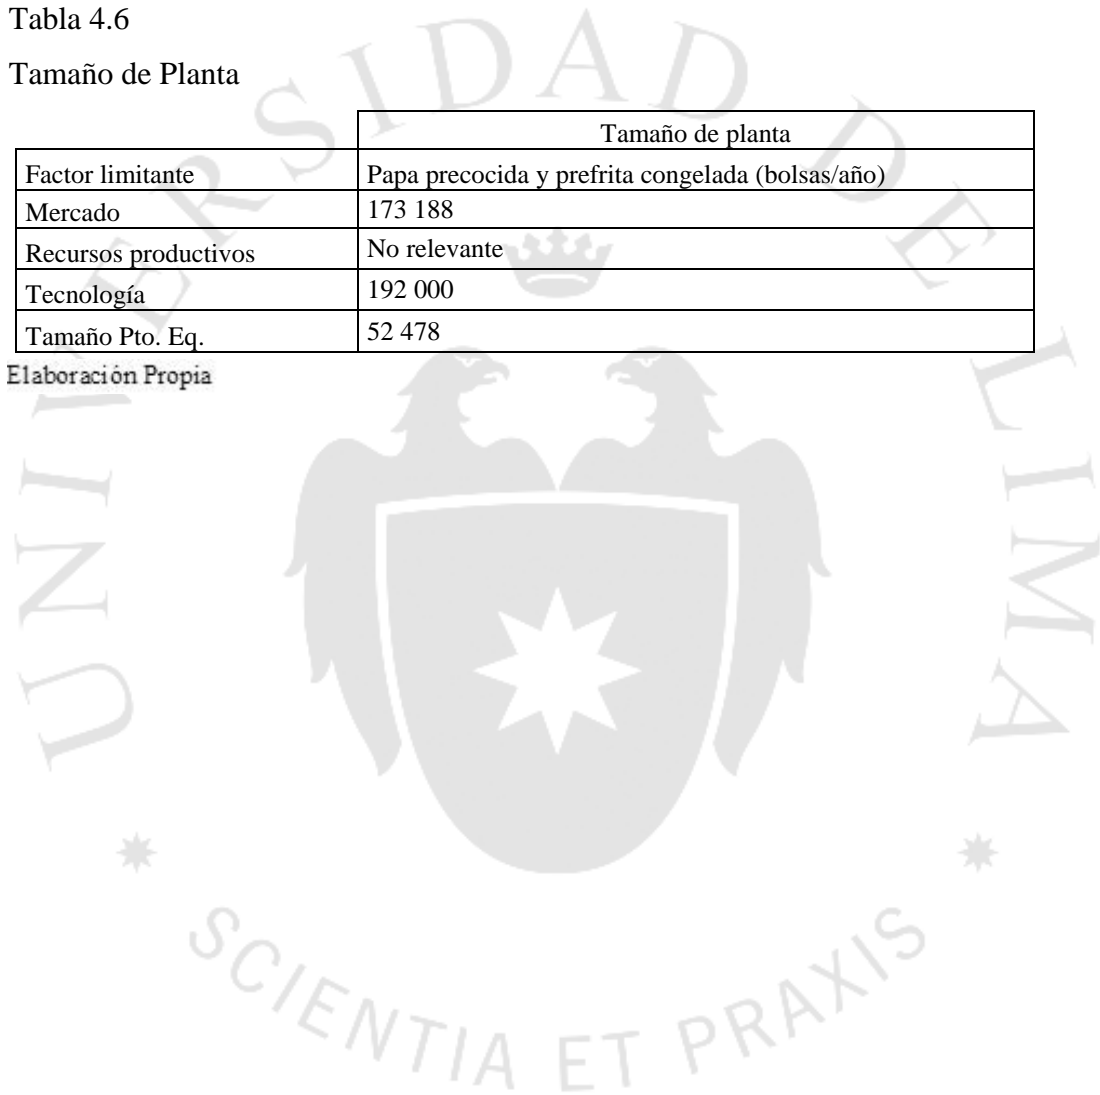 Tabla 4.6
Tamaño de Planta
Tamaño de planta
Factor limitante Papa precocida y prefrita congelada (bolsas/año)
Mercado 173 188
Recursos productivos No relevante
Tecnología 192 000
Tamaño Pto. Eq. 52 478
Elaboración Propia
UNIVERSIDAD DE LIMA
SCIENTIA ET PRAXIS